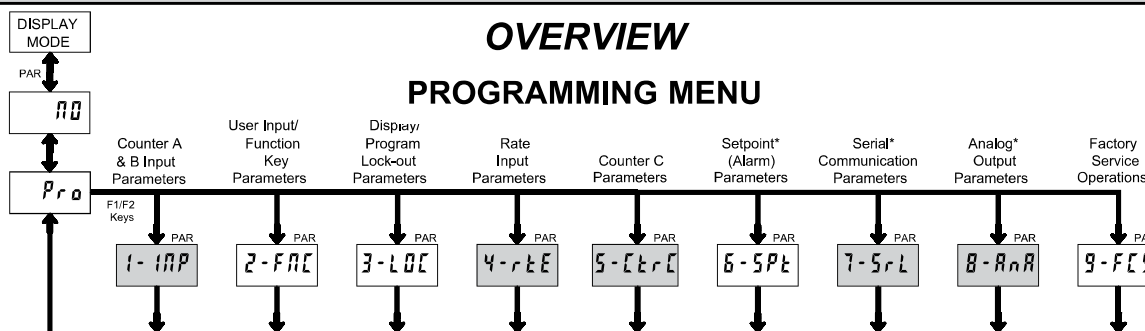 OVERVIEW
PROGRAMMING MENU
DISPLAY
MODE
PAR
NO
Pro
F1/F2
Keys
Counter A
& B Input
Parameters
User Input/
Function
Key
Parameters
Display/
Program
Lock-out
Parameters
Rate
Input
Parameters
Counter C
Parameters
Setpoint*
(Alarm)
Parameters
Serial*
Communication
Parameters
Analog*
Output
Parameters
Factory
Service
Operations
PAR
1-INP
PAR
2-FNC
PAR
3-LOC
PAR
4-rtE
PAR
5-CtrC
PAR
6-SPt
PAR
7-SrL
PAR
8-AnA
PA
9-FCS